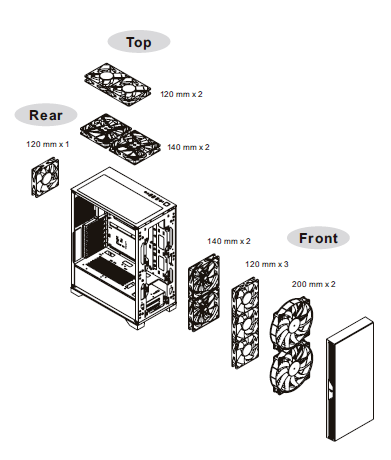 Top
120 mm x 2
Rear
120 mm x 1
140 mm x 2
Front
140 mm x 2
120 mm x 3
200 mm x 2